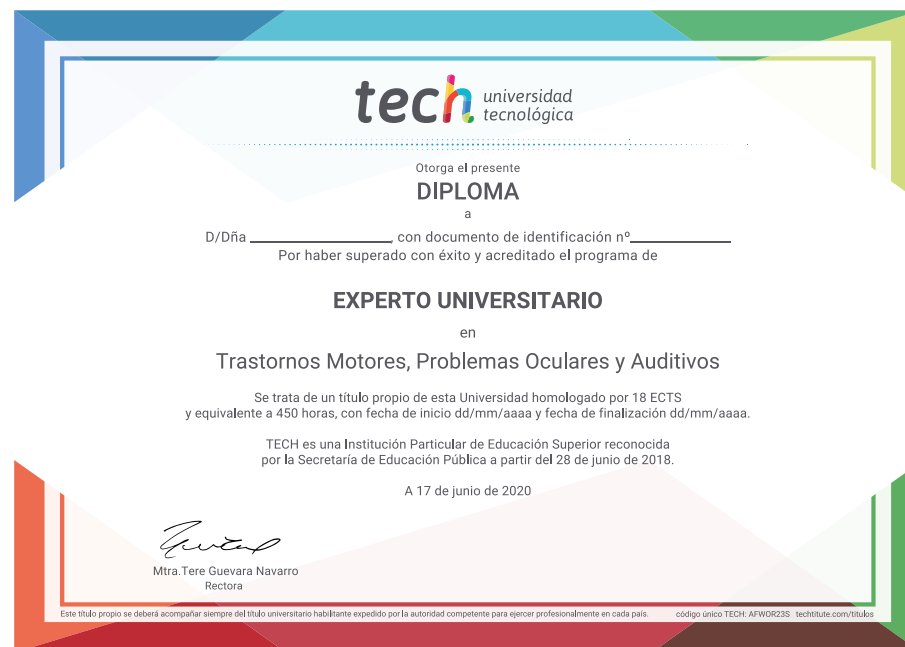 tech universidad
tecnológica
Otorga el presente
DIPLOMA
a
D/Dña ____________________, con documento de identificación nº______________
Por haber superado con éxito y acreditado el programa de
EXPERTO UNIVERSITARIO
en
Trastornos Motores, Problemas Oculares y Auditivos
Se trata de un título propio de esta Universidad homologado por 18 ECTS
y equivalente a 450 horas, con fecha de inicio dd/mm/aaaa y fecha de finalización dd/mm/aaaa.
TECH es una Institución Particular de Educación Superior reconocida
por la Secretaría de Educación Pública a partir del 28 de junio de 2018.
A 17 de junio de 2020
Mtra.Tere Guevara Navarro
Rectora
Este título propio se deberá acompañar siempre del título universitario habilitante expedido por la autoridad competente para ejercer profesionalmente en cada país. código único TECH: AFWOR23S techtitute.com/titulos